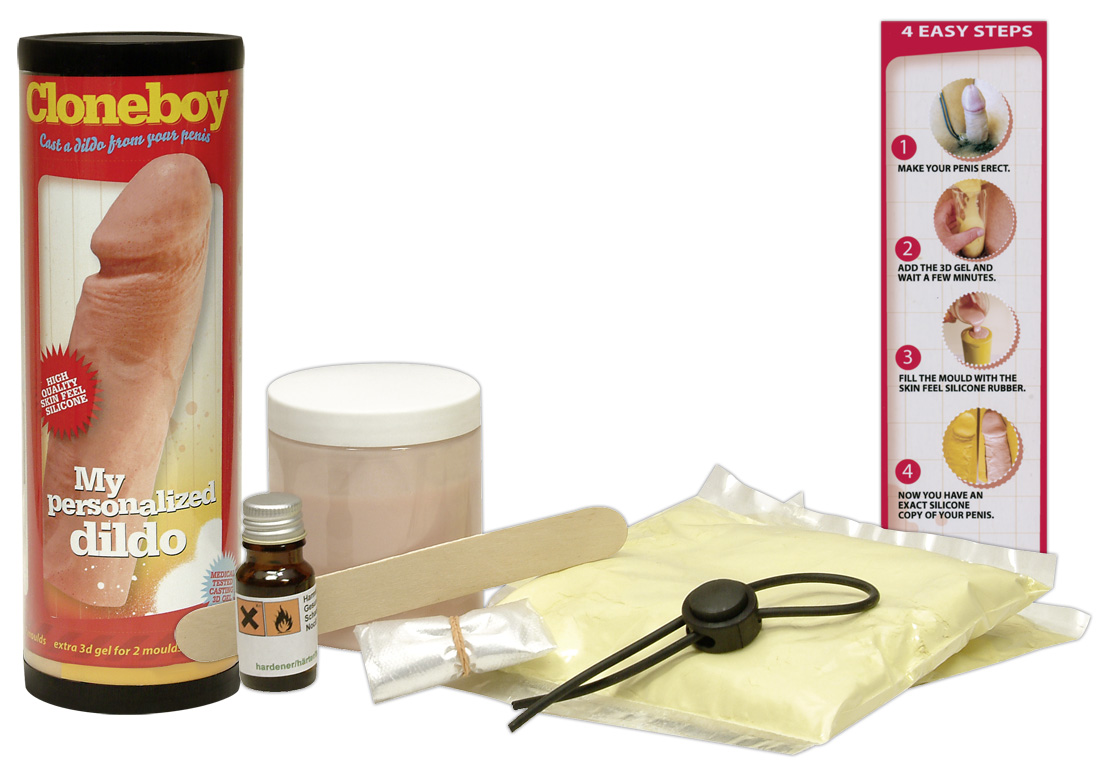 Cloneboy
Cast a dildo from your penis
HIGH
QUALITY
SKIN FEEL
SILICONE
My
personalized
dildo
MEDICAL
TESTED
CASTING
3D GEL
moulds extra 3d gel for 2 moulds
hardener/härter
4 EASY STEPS
1
MAKE YOUR PENIS ERECT.
2
ADD THE 3D GEL AND
WAIT A FEW MINUTES.
3
FILL THE MOULD WITH THE
SKIN FEEL SILICONE RUBBER.
4
NOW YOU HAVE AN
EXACT SILICONE
COPY OF YOUR PENIS.